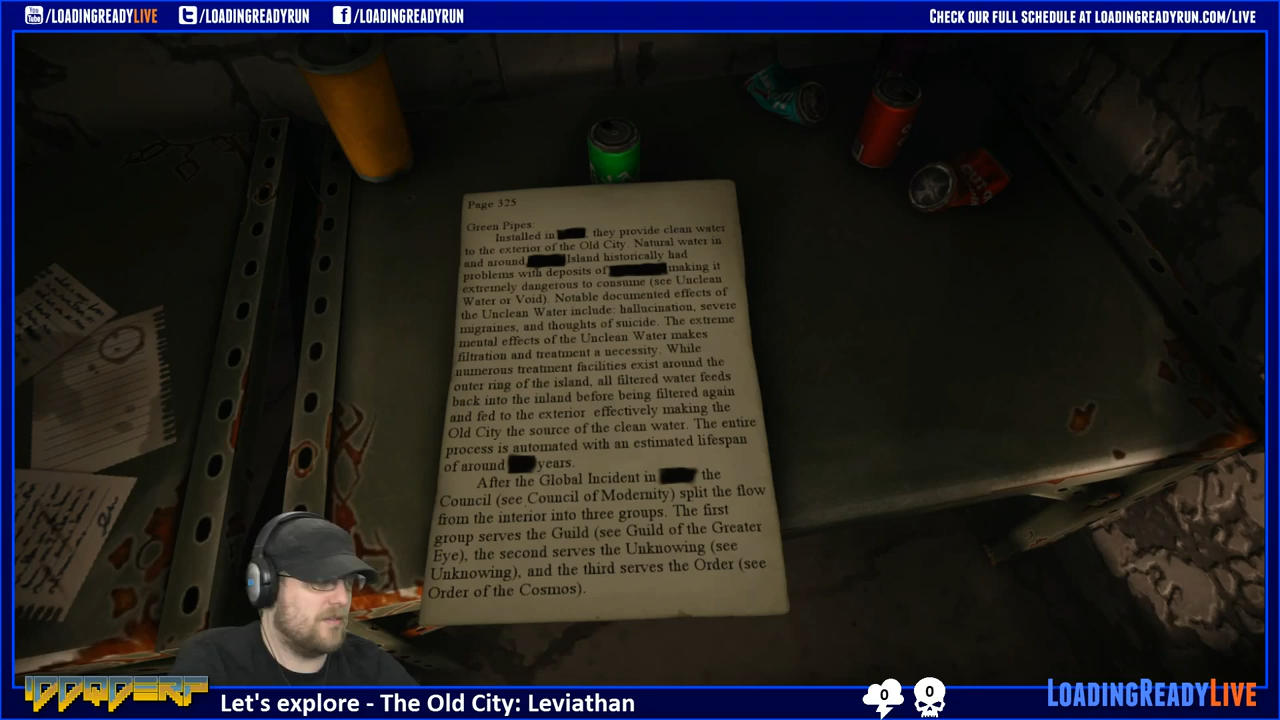 /LOADINGREADYLIVE
/LOADINGREADYRUN
/LOADINGREADYRUN
CHECK OUR FULL SCHEDULE AT LOADINGREADYRUN.COM/LIVE
Page 325
Green Pipes:
Installed in , they provide clean water
to the exterior of the Old City. Natural water in
and around Island historically had
problems with deposits of making it
extremely dangerous to consume (see Unclean
Water or Void). Notable documented effects of
the Unclean Water include: hallucination, severe
migraines, and thoughts of suicide. The extreme
mental effects of the Unclean Water makes
filtration and treatment a necessity. While
numerous treatment facilities exist around the
outer ring of the island, all filtered water feeds
back into the inland before being filtered again
and fed to the exterior effectively making the
Old City the source of the clean water. The entire
process is automated with an estimated lifespan
of around years.
After the Global Incident in the
Council (see Council of Modernity) split the flow
from the interior into three groups. The first
group serves the Guild (see Guild of the Greater
Eye), the second serves the Unknowing (see
Unknowing), and the third serves the Order (see
Order of the Cosmos).
IDDQDERP
Let's explore - The Old City: Leviathan
0
0
LOADINGREADYLIVE